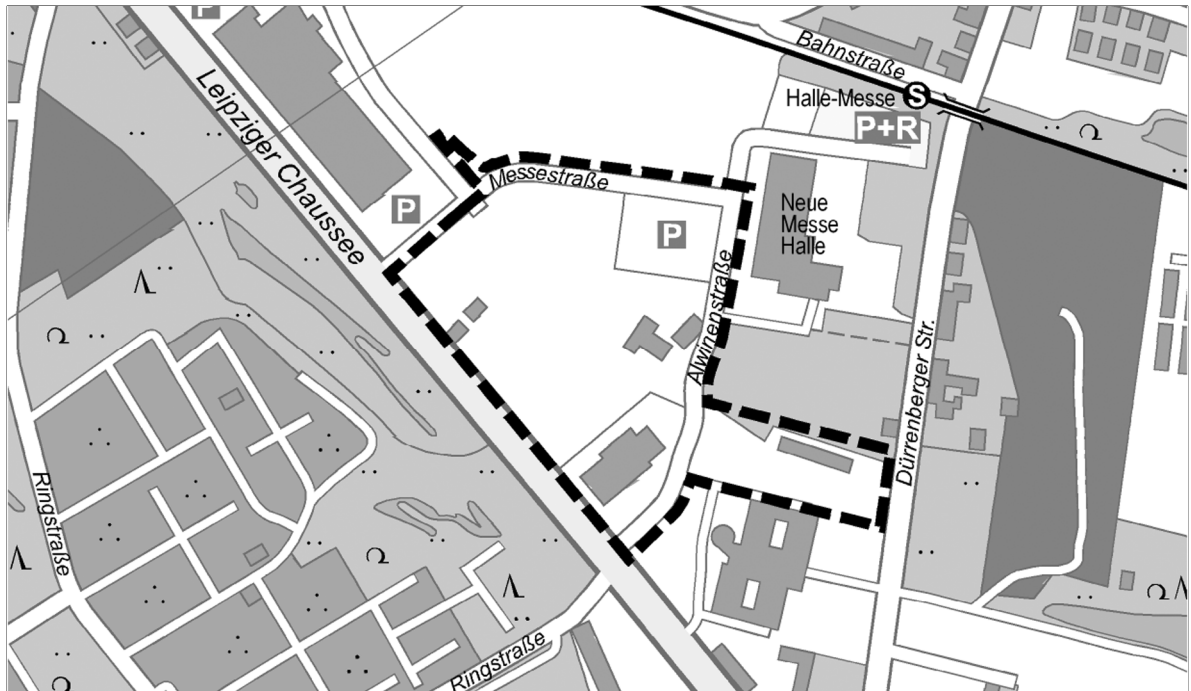 P
Bahnstraße
Leipziger Chaussee
Halle-Messe
S
P+R
Messestraße
P
P
Neue
Messe
Halle
Alwinenstraße
Dürrenberger Str.
Ringstraße
Ringstraße